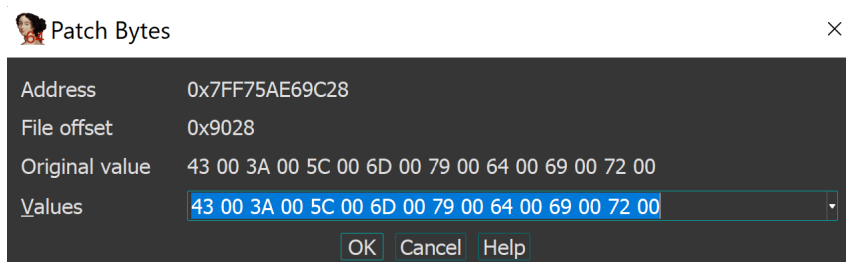 64 Patch Bytes
Address 0x7FF75AE69C28
File offset 0x9028
Original value 43 00 3A 00 5C 00 6D 00 79 00 64 00 69 00 72 00
Values 43 00 3A 00 5C 00 6D 00 79 00 64 00 69 00 72 00
OK Cancel Help